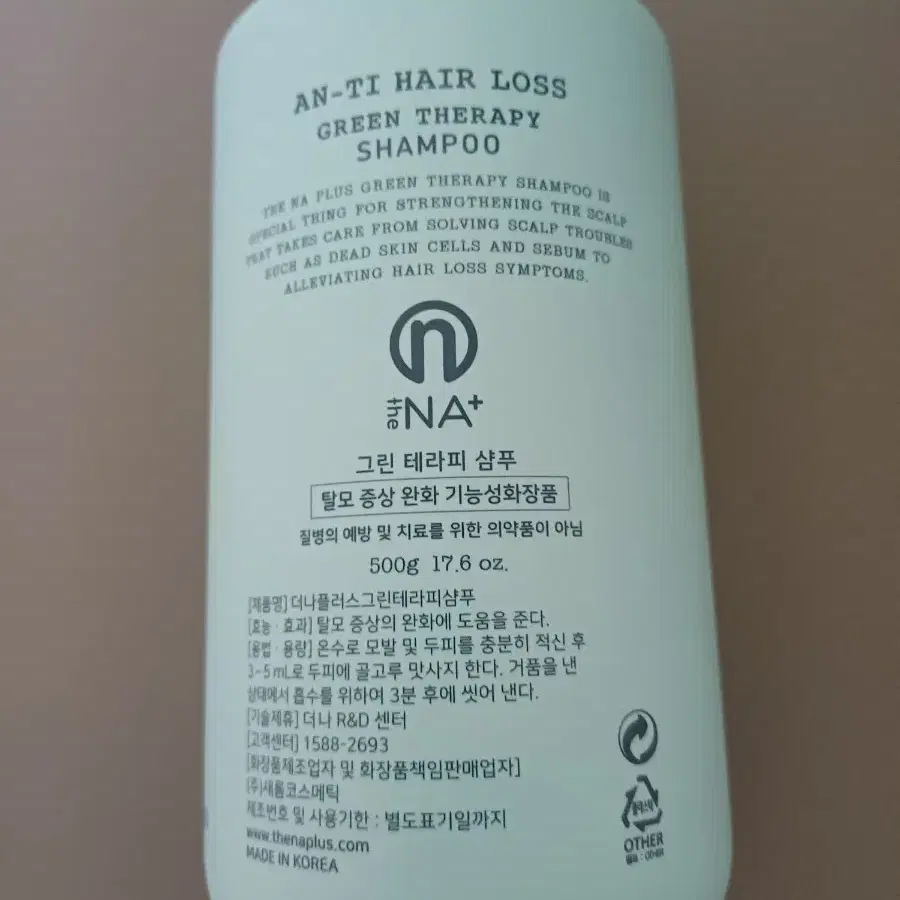 AN-TI HAIR LOSS
GREEN THERAPY
SHAMPOO
THE NA PLUS GREEN THERAPY SHAMPOO IS
SPECIAL THING FOR STRENGTHENING THE SCALP
THAT TAKES CARE FROM SOLVING SCALP TROUBLES
SUCH AS DEAD SKIN CELLS AND SEBUM TO
ALLEVIATING HAIR LOSS SYMPTOMS.
n
the NA+
그린 테라피 샴푸
탈모 증상 완화 기능성화장품
질병의 예방 및 치료를 위한 의약품이 아님
500g 17.6 oz.
[제품명] 더나플러스그린테라피샴푸
[효능·효과] 탈모 증상의 완화에 도움을 준다.
[용법·용량] 온수로 모발 및 두피를 충분히 적신 후
3~5 mL로 두피에 골고루 맛사지 한다. 거품을 낸
상태에서 흡수를 위하여 3분 후에 씻어 낸다.
[기술제휴] 더나 R&D 센터
[고객센터] 1588-2693
[화장품제조업자 및 화장품책임판매업자]
(주)새롬코스메틱
제조번호 및 사용기한 : 별도표기일까지
www.thenaplus.com
MADE IN KOREA
플라스틱
OTHER